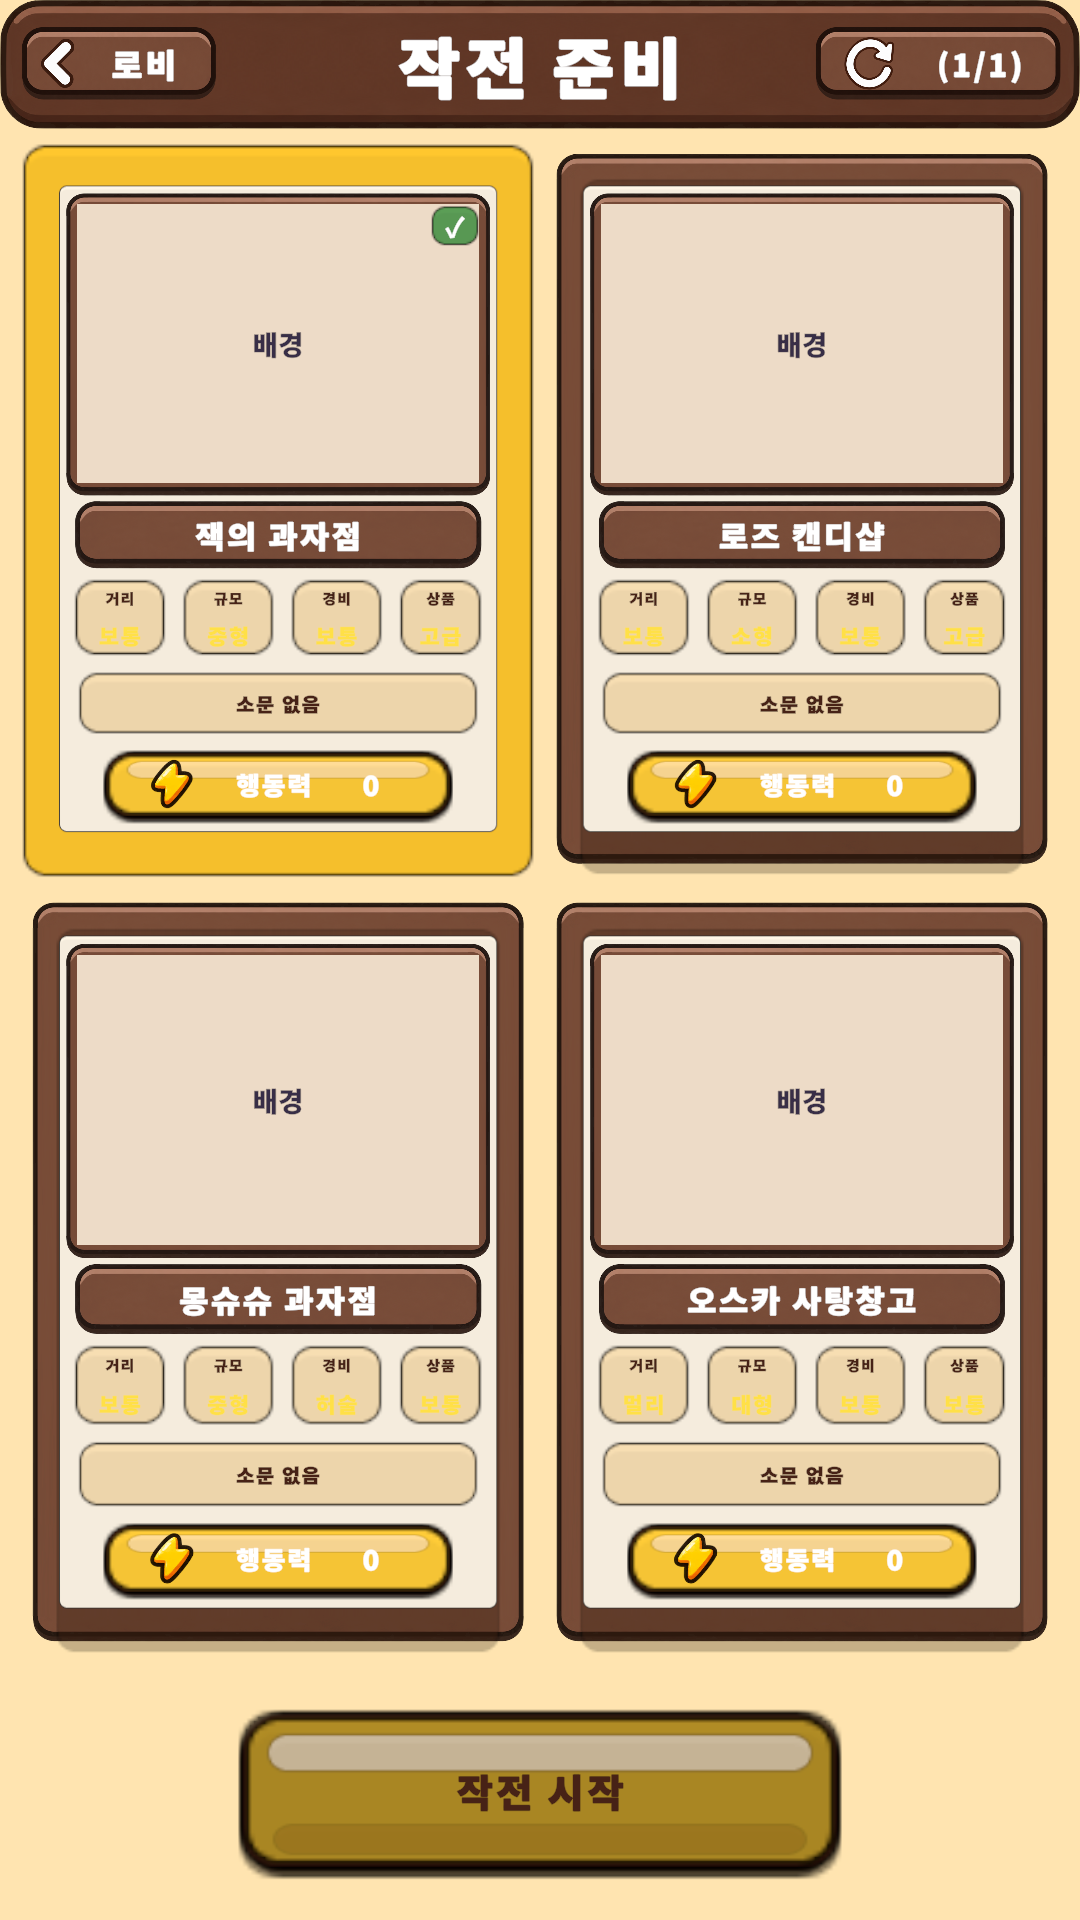 로비
작전 준비
(1/1)
배경
잭의 과자점
거리 규모 경비 상품
보통 중형 보통 고급
소문 없음
행동력 0
배경
로즈 캔디샵
거리 규모 경비 상품
보통 소형 보통 고급
소문 없음
행동력 0
배경
몽슈슈 과자점
거리 규모 경비 상품
보통 중형 허술 보통
소문 없음
행동력 0
배경
오스카 사탕창고
거리 규모 경비 상품
멀리 대형 보통 보통
소문 없음
행동력 0
작전 시작